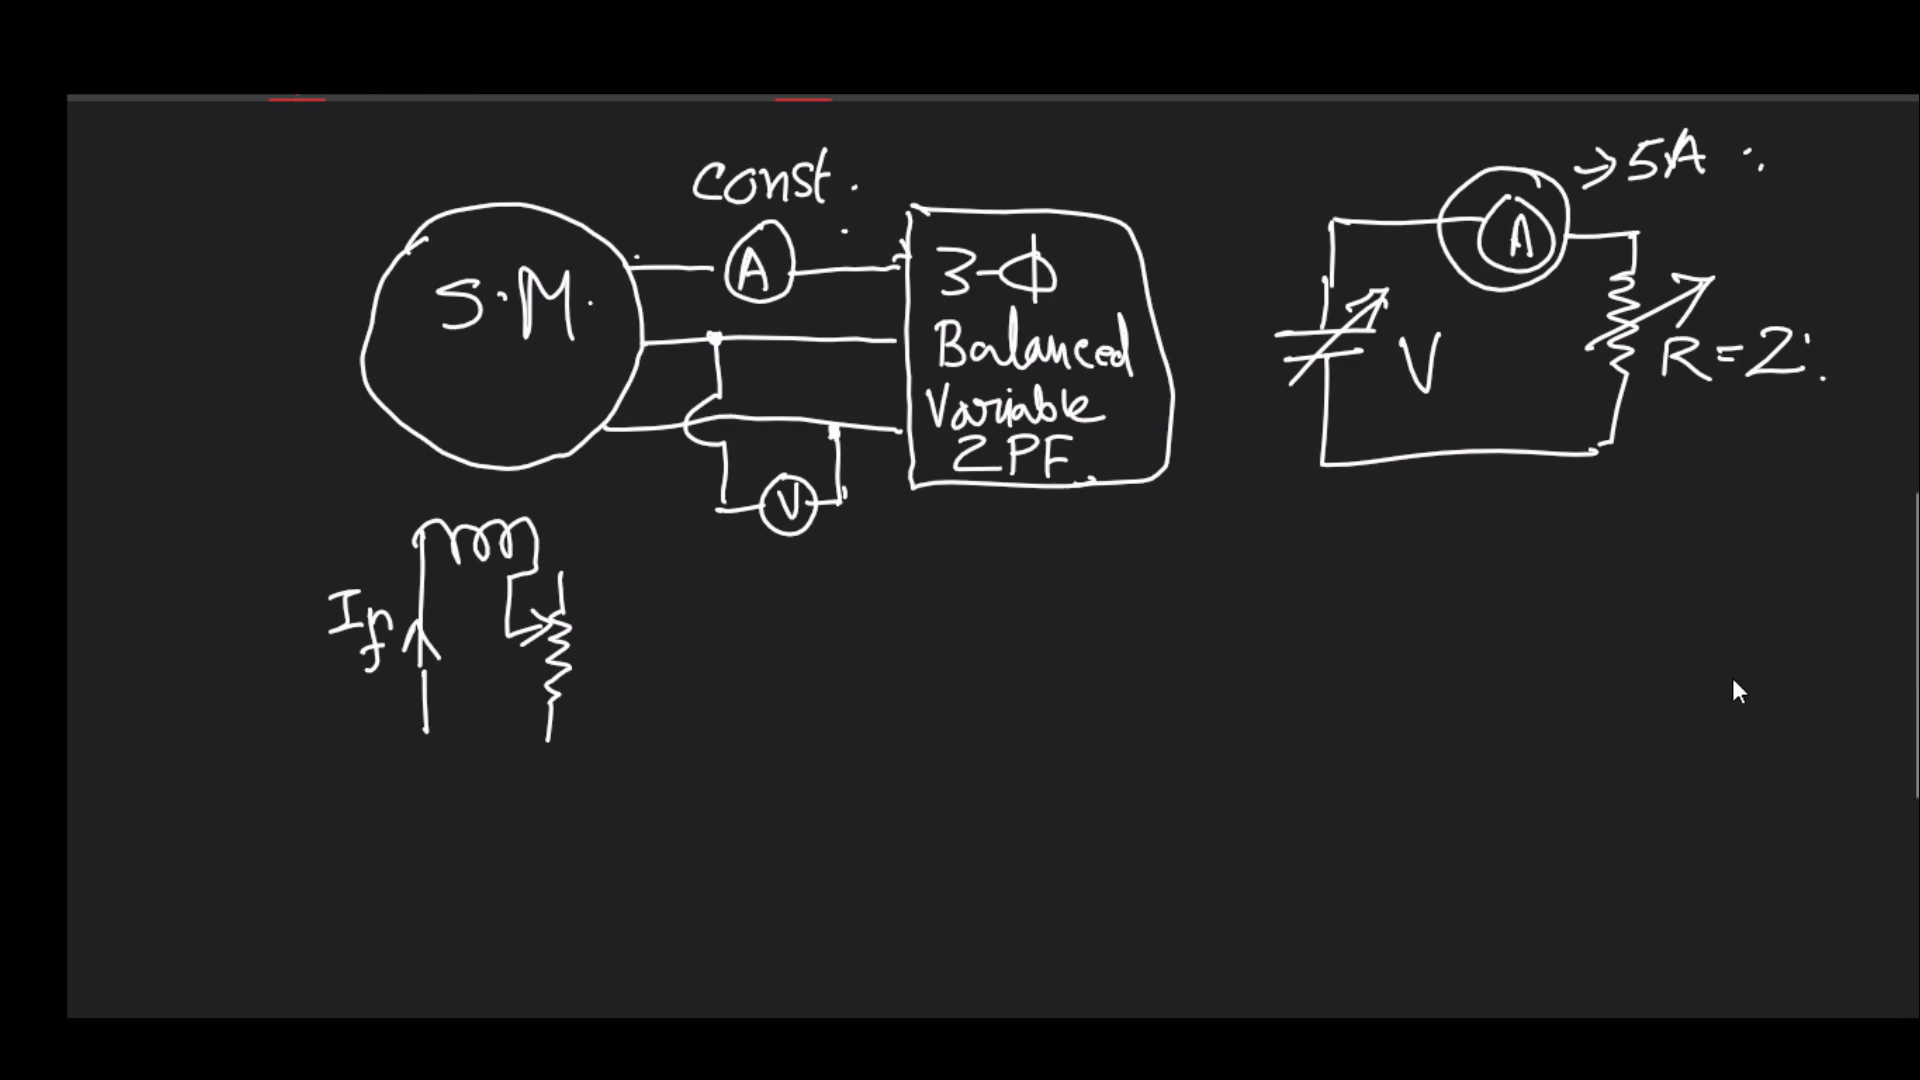 const.
S.M.
A
3-Φ
Balanced
Variable
ZPF
V
If
A
→ 5A
V
R = 2